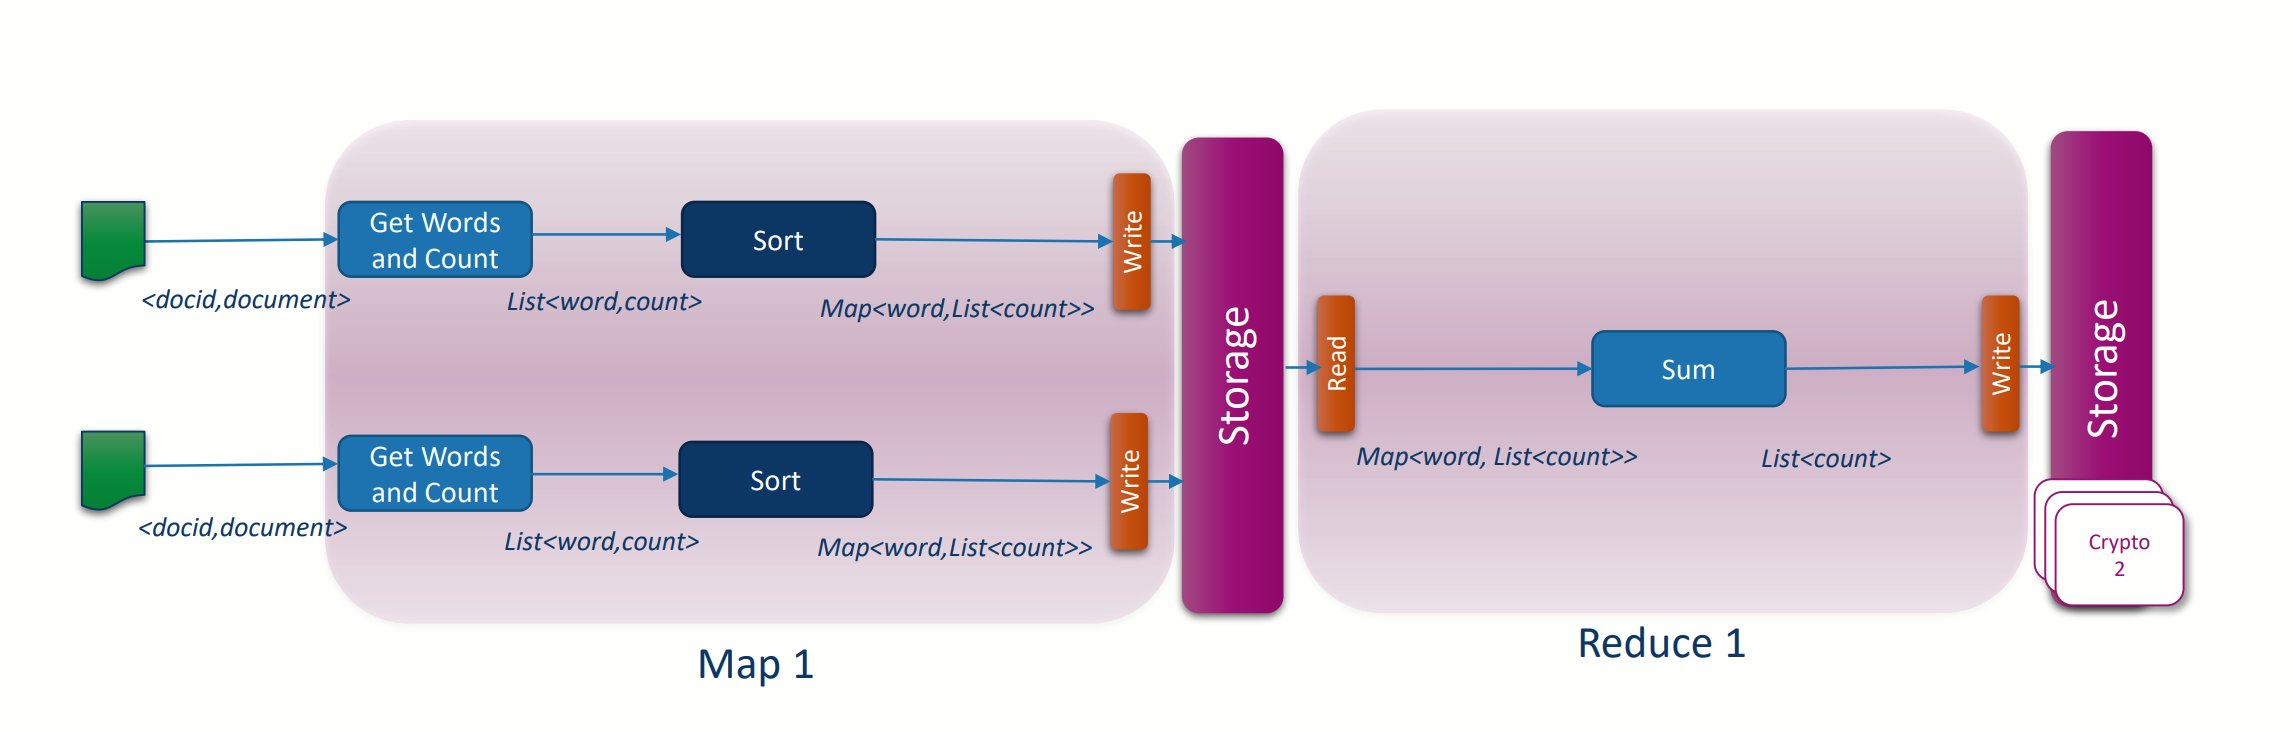 Get Words
and Count
Sort
Write
<docid,document>
List<word,count>
Map<word,List<count>>
Get Words
and Count
Sort
Write
<docid,document>
List<word,count>
Map<word,List<count>>
Map 1
Storage
Read
Sum
Write
Map<word, List<count>>
List<count>
Reduce 1
Storage
Crypto
2